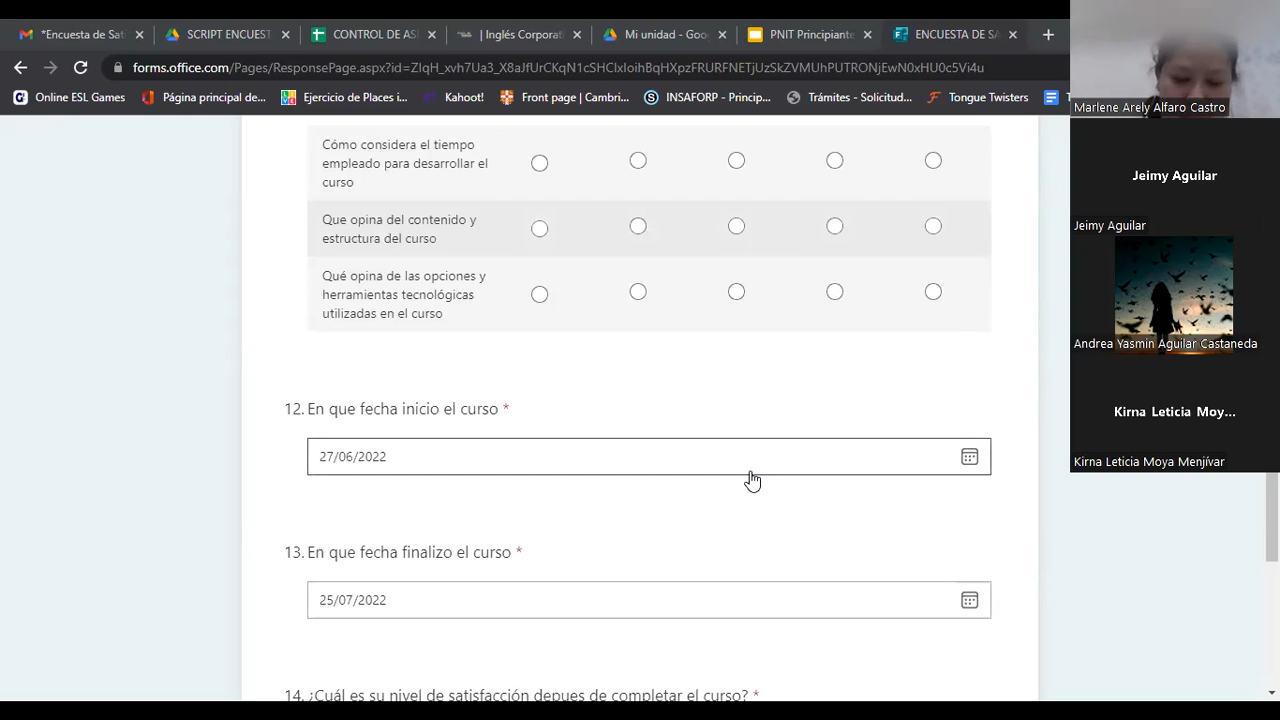 *Encuesta de Sat
SCRIPT ENCUEST
CONTROL DE ASI
| Inglés Corporati
Mi unidad - Goo
PNIT Principiante
ENCUESTA DE SA
forms.office.com/Pages/ResponsePage.aspx?id=ZIqH_xvh7Ua3_X8aJfUrCKqN1cSHClxIoihBqHXpzFRURFNETjUzSkZVMUhPUTRONjEwN0xHU0c5Vi4u
Online ESL Games
Página principal de...
Ejercicio de Places i...
Kahoot!
Front page | Cambri...
INSAFORP - Princip...
Trámites - Solicitud...
Tongue Twisters
Marlene Arely Alfaro Castro
Jeimy Aguilar
Jeimy Aguilar
Andrea Yasmin Aguilar Castaneda
Kirna Leticia Moy...
Kirna Leticia Moya Menjívar
Cómo considera el tiempo
empleado para desarrollar el
curso
Que opina del contenido y
estructura del curso
Qué opina de las opciones y
herramientas tecnológicas
utilizadas en el curso
12. En que fecha inicio el curso *
27/06/2022
13. En que fecha finalizo el curso *
25/07/2022
14. ¿Cuál es su nivel de satisfacción depues de completar el curso? *